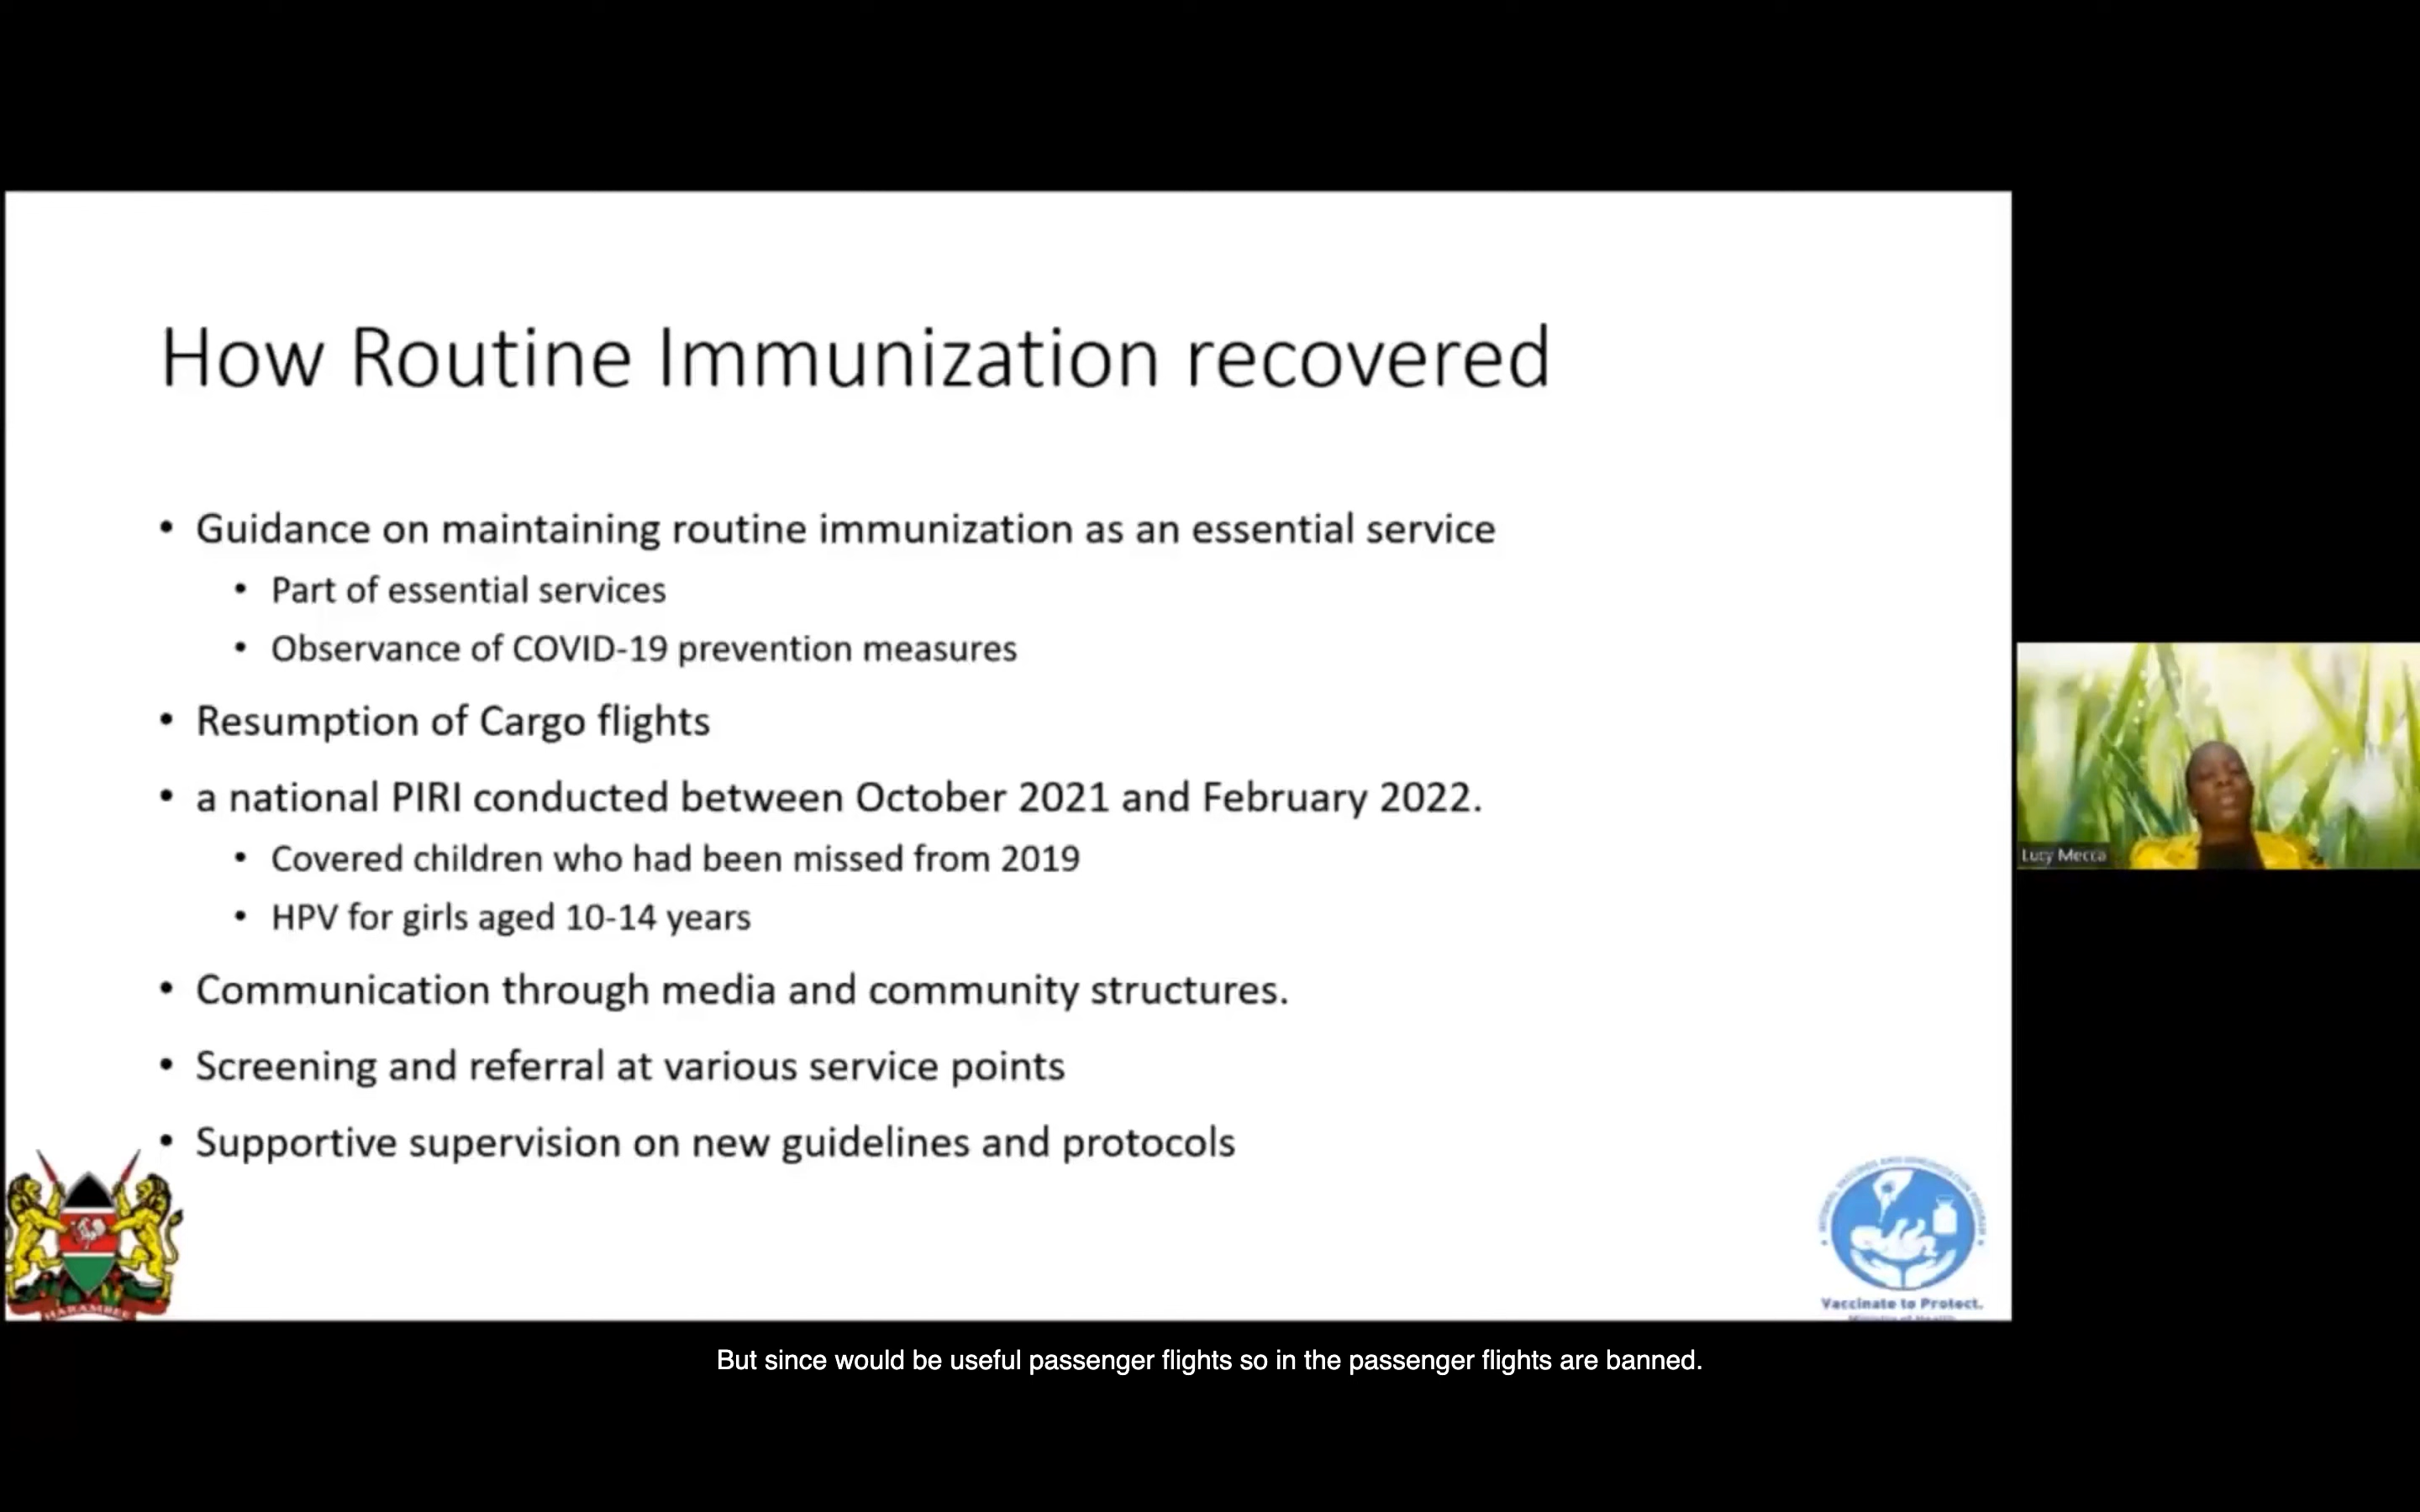 How Routine Immunization recovered
• Guidance on maintaining routine immunization as an essential service
• Part of essential services
• Observance of COVID-19 prevention measures
• Resumption of Cargo flights
• a national PIRI conducted between October 2021 and February 2022.
• Covered children who had been missed from 2019
• HPV for girls aged 10-14 years
• Communication through media and community structures.
• Screening and referral at various service points
• Supportive supervision on new guidelines and protocols
Lucy Mecca
HARAMBEE
Vaccinate to Protect.
But since would be useful passenger flights so in the passenger flights are banned.